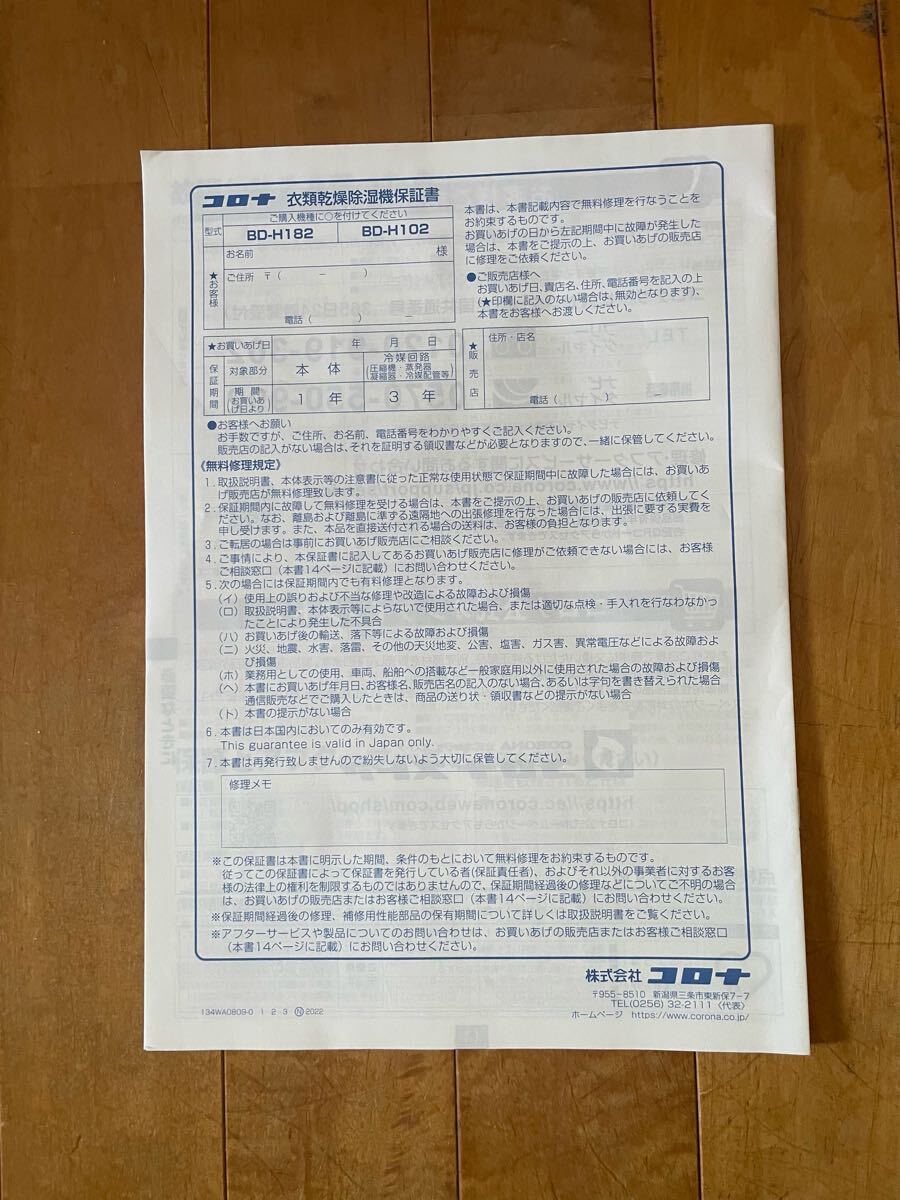 コロナ 衣類乾燥除湿機保証書
型式
ご購入機種に○を付けてください
BD-H182 BD-H102
★お客様
お名前 様
ご住所 〒( － )
電話( ) －
本書は、本書記載内容で無料修理を行なうことを
お約束するものです。
お買いあげの日から左記期間中に故障が発生した
場合は、本書をご提示の上、お買いあげの販売店
に修理をご依頼ください。
●ご販売店様へ
お買いあげ日、貴店名、住所、電話番号を記入の上
(★印欄に記入のない場合は、無効となります)、
本書をお客様へお渡しください。
★お買いあげ日 年 月 日
保証期間
対象部分 本 体 冷媒回路
(圧縮機・蒸発器
凝縮器・冷媒配管等)
期 間
(お買いあ
げ日より)
1 年 3 年
★販売店
住所・店名
電話( ) －
●お客様へお願い
お手数ですが、ご住所、お名前、電話番号をわかりやすくご記入ください。
販売店の記入がない場合は、それを証明する領収書などが必要となりますので、一緒に保管してください。
《無料修理規定》
1．取扱説明書、本体表示等の注意書に従った正常な使用状態で保証期間中に故障した場合には、お買いあ
げ販売店が無料修理致します。
2．保証期間内に故障して無料修理を受ける場合は、本書をご提示の上、お買いあげの販売店に依頼してく
ださい。なお、離島および離島に準ずる遠隔地への出張修理を行なった場合には、出張に要する実費を
申し受けます。また、本品を直接送付される場合の送料は、お客様の負担となります。
3．ご転居の場合は事前にお買いあげ販売店にご相談ください。
4．ご事情により、本保証書に記入してあるお買いあげ販売店に修理がご依頼できない場合には、お客様
ご相談窓口（本書14ページに記載）にお問い合わせください。
5．次の場合には保証期間内でも有料修理となります。
（イ）使用上の誤りおよび不当な修理や改造による故障および損傷
（ロ）取扱説明書、本体表示等によらないで使用された場合、または適切な点検・手入れを行なわなかっ
たことにより発生した不具合
（ハ）お買いあげ後の輸送、落下等による故障および損傷
（ニ）火災、地震、水害、落雷、その他の天災地変、公害、塩害、ガス害、異常電圧などによる故障およ
び損傷
（ホ）業務用としての使用、車両、船舶への搭載など一般家庭用以外に使用された場合の故障および損傷
（ヘ）本書にお買いあげ年月日、お客様名、販売店名の記入のない場合、あるいは字句を書き替えられた場合
通信販売などでご購入したときは、商品の送り状・領収書などの提示がない場合
（ト）本書の提示がない場合
6．本書は日本国内においてのみ有効です。
This guarantee is valid in Japan only.
7．本書は再発行致しませんので紛失しないよう大切に保管してください。
修理メモ
※この保証書は本書に明示した期間、条件のもとにおいて無料修理をお約束するものです。
従ってこの保証書によって保証書を発行している者(保証責任者)、およびそれ以外の事業者に対するお客
様の法律上の権利を制限するものではありませんので、保証期間経過後の修理などについてご不明の場合
は、お買いあげの販売店またはお客様ご相談窓口（本書14ページに記載）にお問い合わせください。
※保証期間経過後の修理、補修用性能部品の保有期間について詳しくは取扱説明書をご覧ください。
※アフターサービスや製品についてのお問い合わせは、お買いあげの販売店またはお客様ご相談窓口
（本書14ページに記載）にお問い合わせください。
株式会社 コロナ
〒955-8510 新潟県三条市東新保7-7
TEL(0256) 32-2111〈代表〉
ホームページ https://www.corona.co.jp/
134WA0809-0 1 2 3 Ⓝ2022